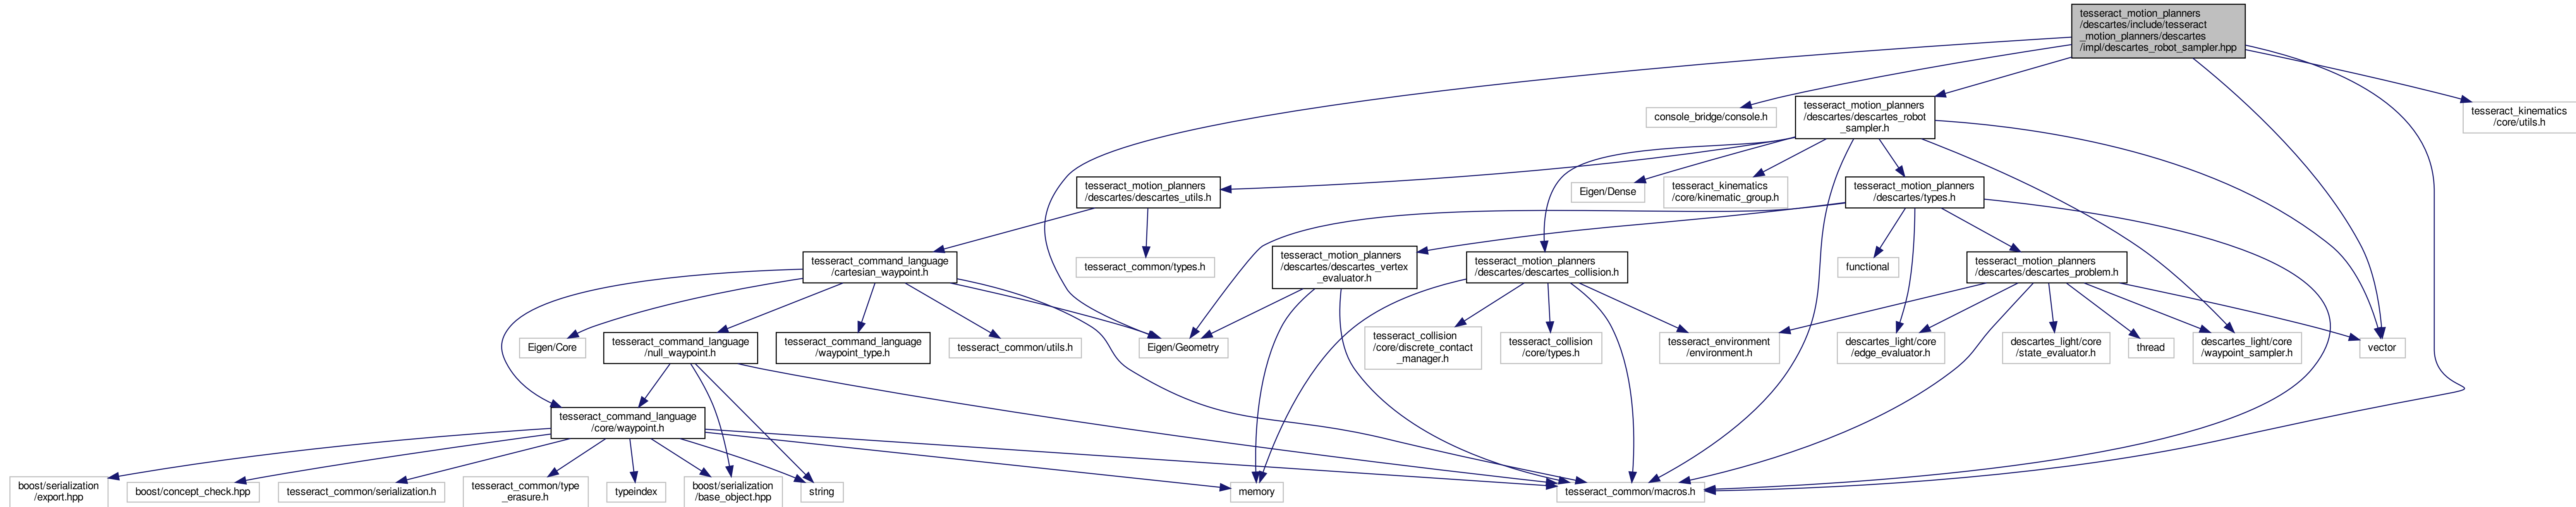 tesseract_motion_planners
/descartes/include/tesseract
_motion_planners/descartes
/impl/descartes_robot_sampler.hpp
console_bridge/console.h
tesseract_motion_planners
/descartes/descartes_robot
_sampler.h
tesseract_kinematics
/core/utils.h
tesseract_motion_planners
/descartes/descartes_utils.h
Eigen/Dense
tesseract_kinematics
/core/kinematic_group.h
tesseract_motion_planners
/descartes/types.h
tesseract_command_language
/cartesian_waypoint.h
tesseract_common/types.h
tesseract_motion_planners
/descartes/descartes_vertex
_evaluator.h
tesseract_motion_planners
/descartes/descartes_collision.h
functional
tesseract_motion_planners
/descartes/descartes_problem.h
Eigen/Core
tesseract_command_language
/null_waypoint.h
tesseract_command_language
/waypoint_type.h
tesseract_common/utils.h
Eigen/Geometry
tesseract_collision
/core/discrete_contact
_manager.h
tesseract_collision
/core/types.h
tesseract_environment
/environment.h
descartes_light/core
/edge_evaluator.h
descartes_light/core
/state_evaluator.h
thread
descartes_light/core
/waypoint_sampler.h
vector
tesseract_command_language
/core/waypoint.h
boost/serialization
/export.hpp
boost/concept_check.hpp
tesseract_common/serialization.h
tesseract_common/type
_erasure.h
typeindex
boost/serialization
/base_object.hpp
string
memory
tesseract_common/macros.h